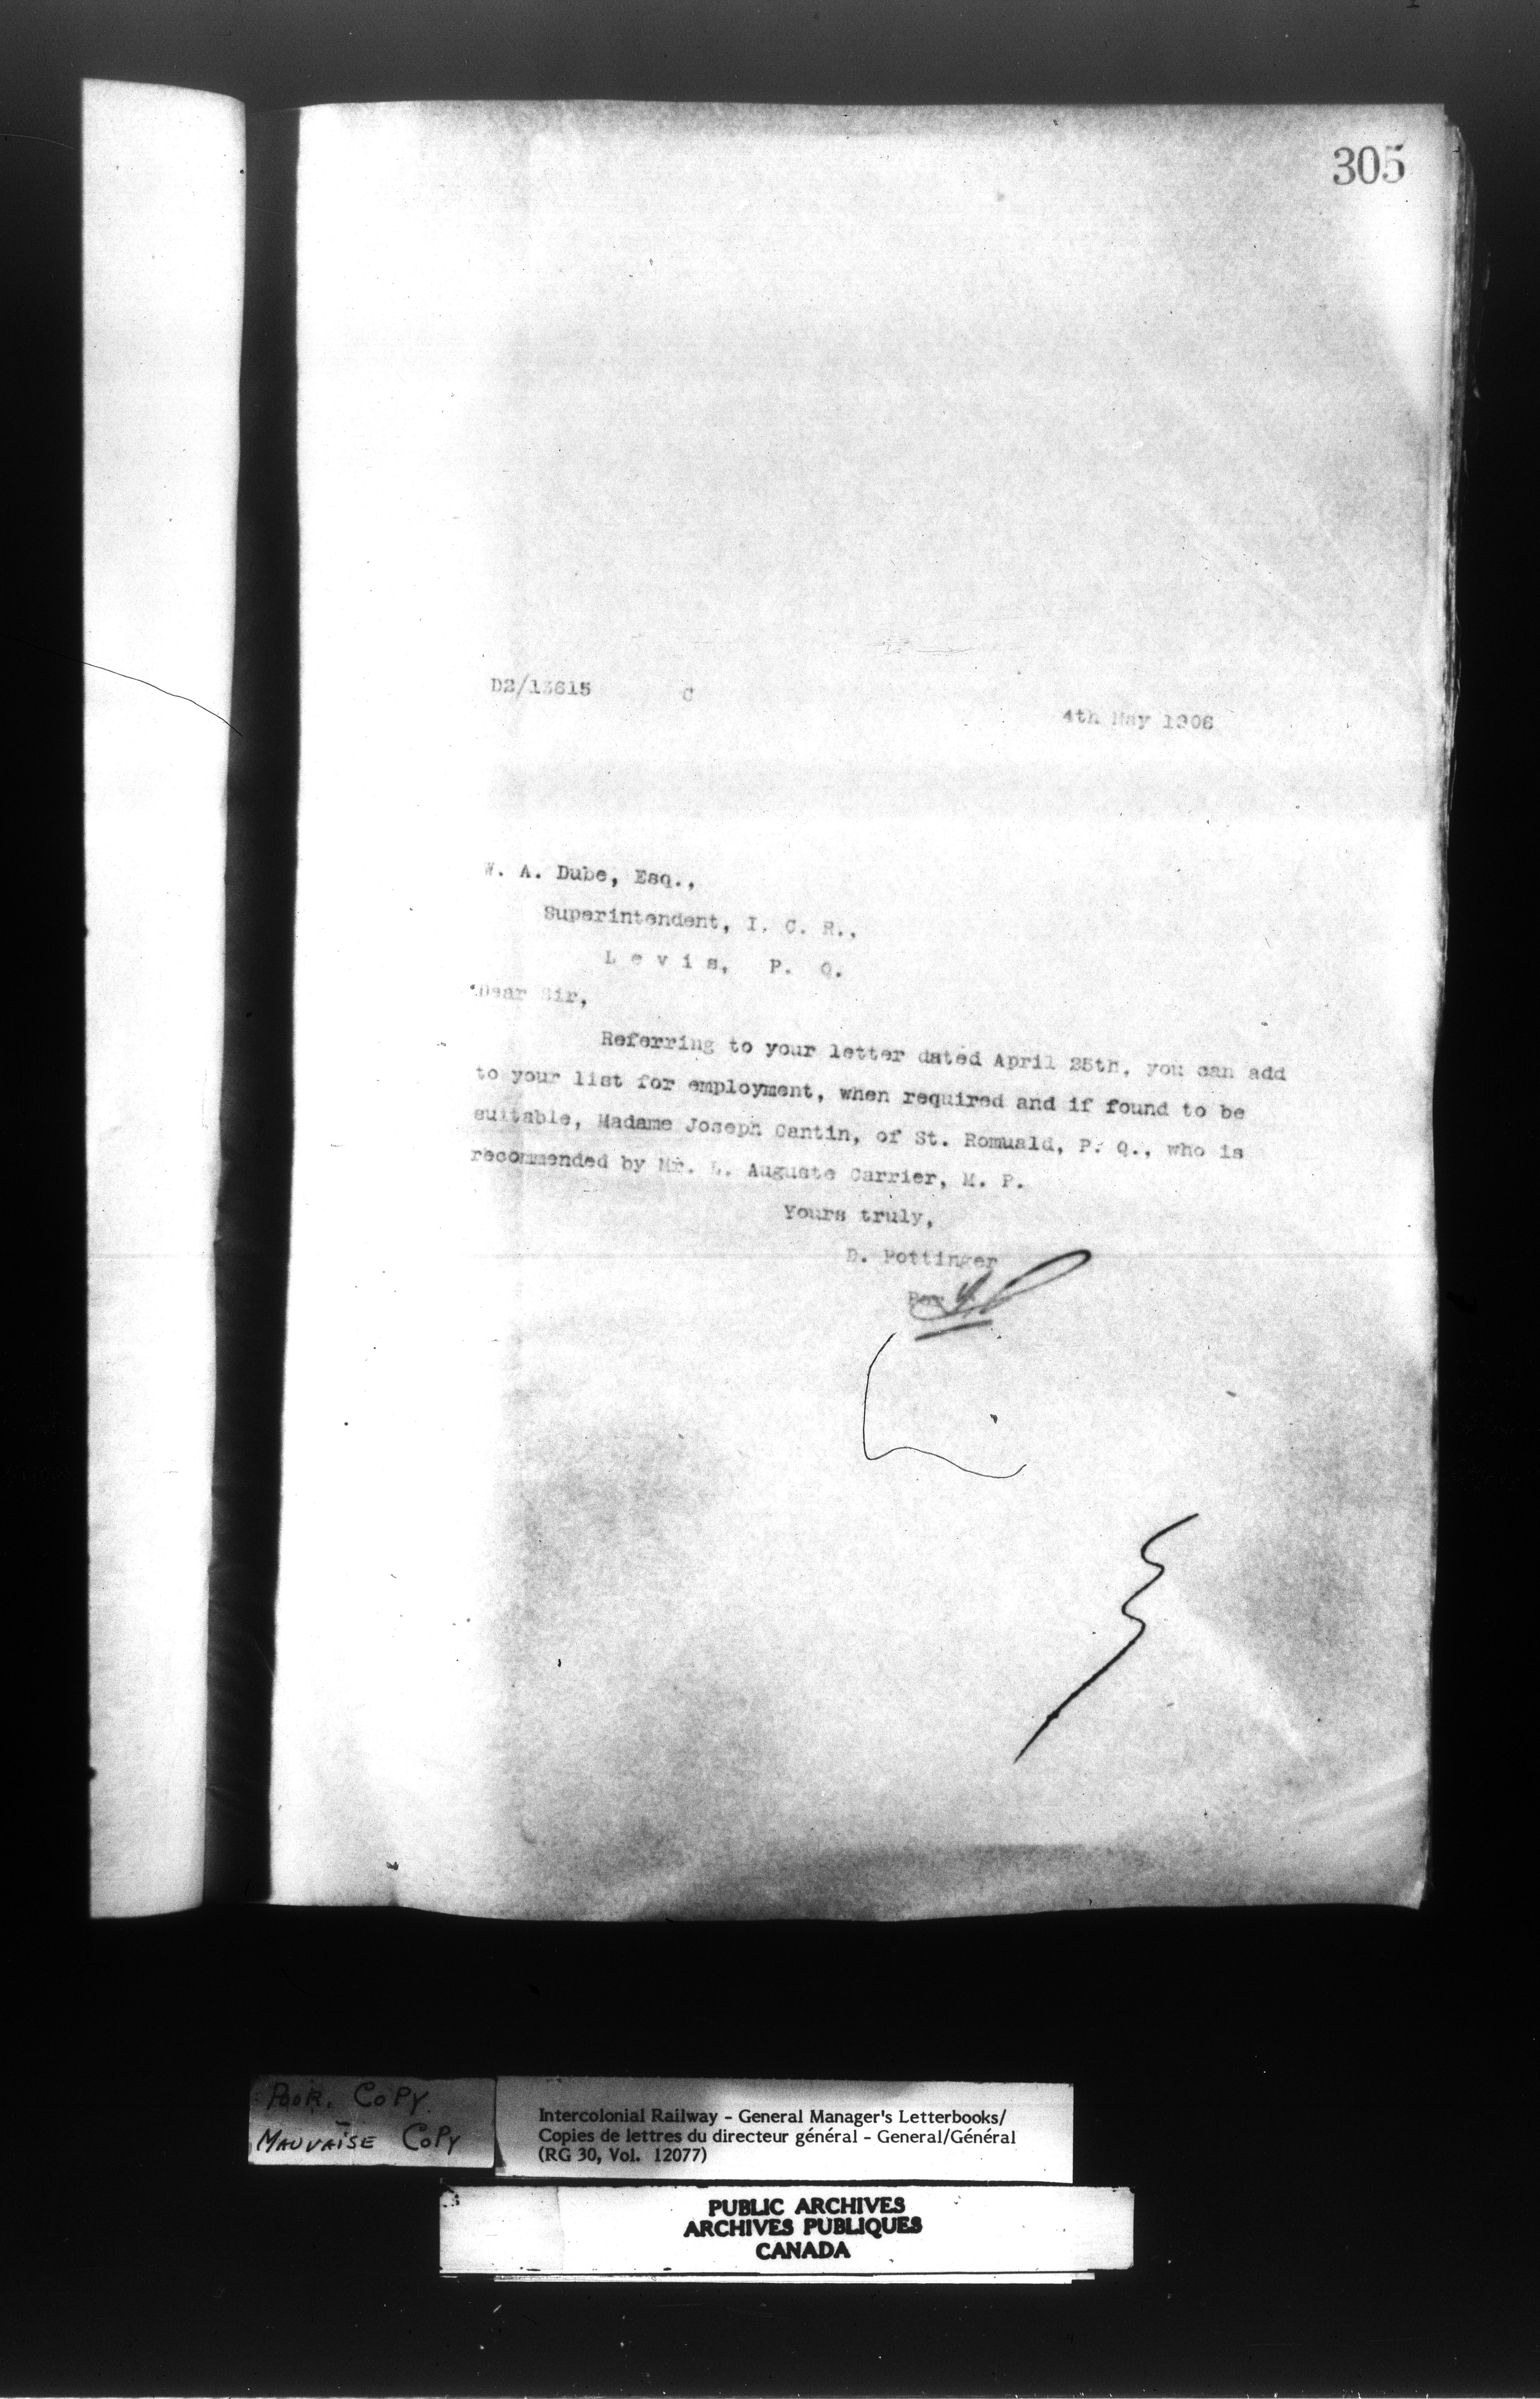 305
D2/13615 C
4th May 1906
W. A. Dube, Esq.,
Superintendent, I. C. R.,
L e v i s, P. Q.
Dear Sir,
Referring to your letter dated April 25th, you can add
to your list for employment, when required and if found to be
suitable, Madame Joseph Cantin, of St. Romuald, P. Q., who is
recommended by Mr. L. Auguste Carrier, M. P.
Yours truly,
D. Pottinger
Per
POOR. COPY.
MAUVAISE COPY
Intercolonial Railway - General Manager's Letterbooks/
Copies de lettres du directeur général - General/Général
(RG 30, Vol. 12077)
PUBLIC ARCHIVES
ARCHIVES PUBLIQUES
CANADA